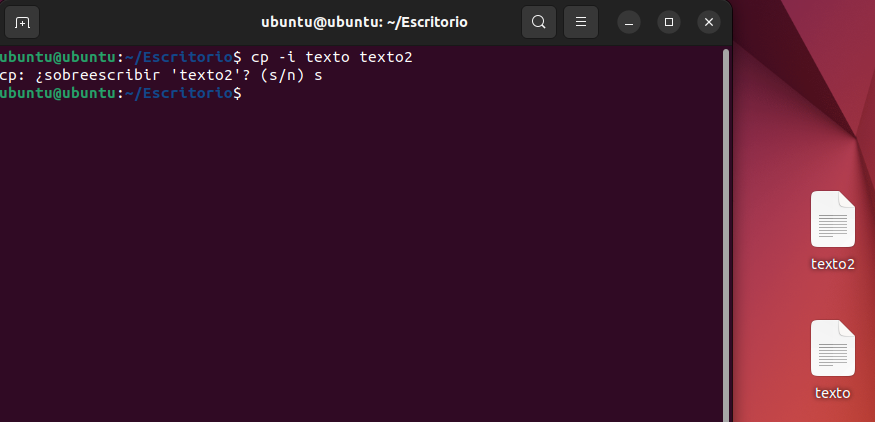 ubuntu@ubuntu: ~/Escritorio
ubuntu@ubuntu:~/Escritorio$ cp -i texto texto2
cp: ¿sobreescribir 'texto2'? (s/n) s
ubuntu@ubuntu:~/Escritorio$
texto2
texto